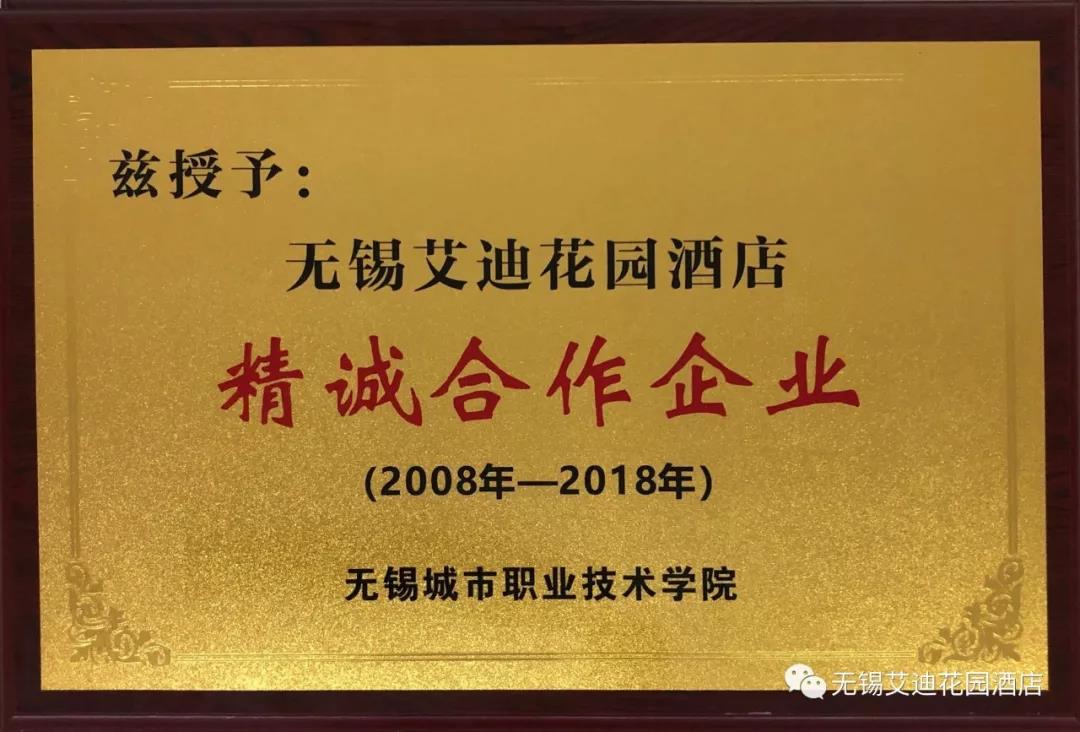 兹授予：
无锡艾迪花园酒店
精诚合作企业
(2008年—2018年)
无锡城市职业技术学院
无锡艾迪花园酒店